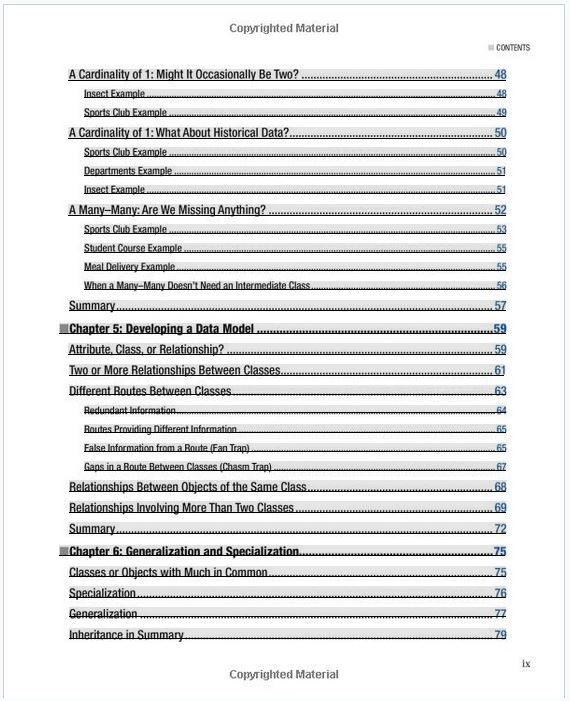 Copyrighted Material
CONTENTS
A Cardinality of 1: Might It Occasionally Be Two? 48
Insect Example 48
Sports Club Example 49
A Cardinality of 1: What About Historical Data? 50
Sports Club Example 50
Departments Example 51
Insect Example 51
A Many–Many: Are We Missing Anything? 52
Sports Club Example 53
Student Course Example 55
Meal Delivery Example 55
When a Many–Many Doesn't Need an Intermediate Class 56
Summary 57
Chapter 5: Developing a Data Model 59
Attribute, Class, or Relationship? 59
Two or More Relationships Between Classes 61
Different Routes Between Classes 63
Redundant Information 64
Routes Providing Different Information 65
False Information from a Route (Fan Trap) 65
Gaps in a Route Between Classes (Chasm Trap) 67
Relationships Between Objects of the Same Class 68
Relationships Involving More Than Two Classes 69
Summary 72
Chapter 6: Generalization and Specialization 75
Classes or Objects with Much in Common 75
Specialization 76
Generalization 77
Inheritance in Summary 79
ix
Copyrighted Material